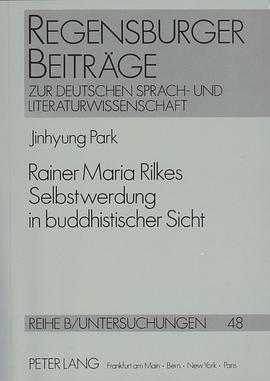 REGENSBURGER
BEITRÄGE
ZUR DEUTSCHEN SPRACH- UND
LITERATURWISSENSCHAFT
Jinhyung Park
Rainer Maria Rilkes
Selbstwerdung
in buddhistischer Sicht
REIHE B/UNTERSUCHUNGEN 48
PETER LANG Frankfurt am Main · Bern · New York · Paris